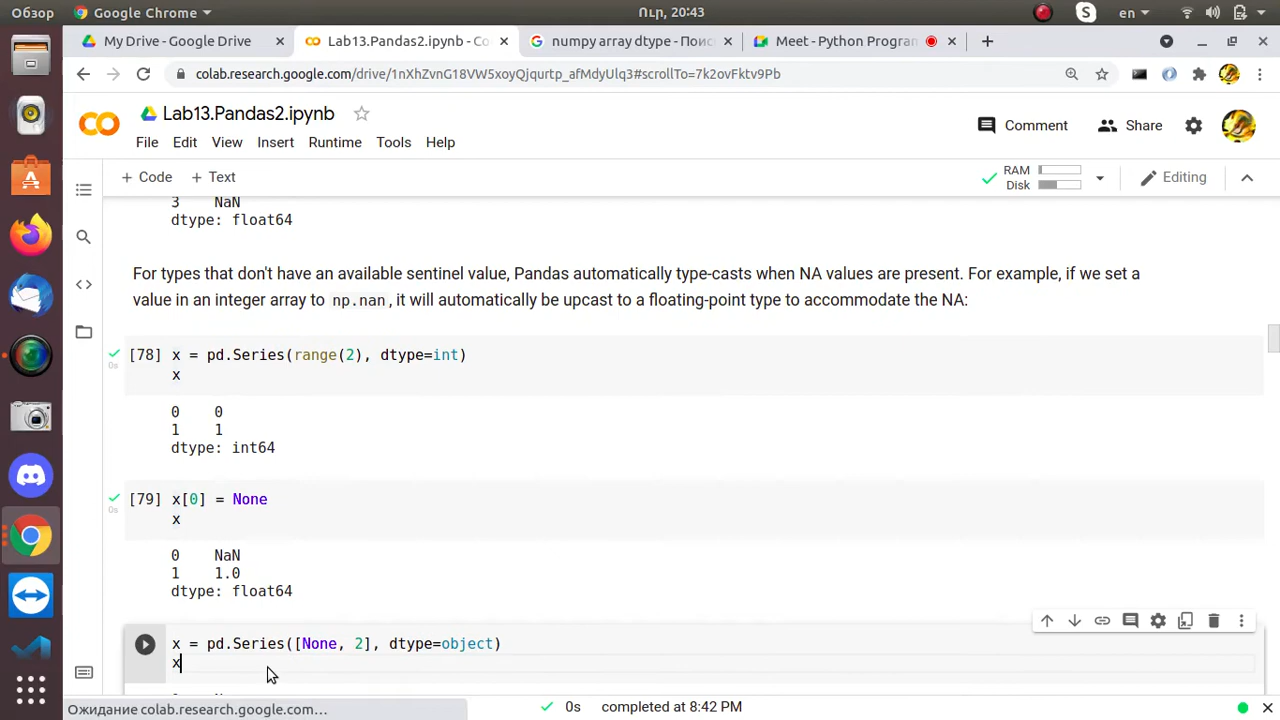 Обзор
Google Chrome
Ուր, 20:43
en
My Drive - Google Drive
Lab13.Pandas2.ipynb - Co
numpy array dtype - Поис
Meet - Python Program
colab.research.google.com/drive/1nXhZvnG18VW5xoyQjqurtp_afMdyUlq3#scrollTo=7k2ovFktv9Pb
Lab13.Pandas2.ipynb
Comment
Share
File Edit View Insert Runtime Tools Help
+ Code + Text
RAM
Disk
Editing
3 NaN
dtype: float64
For types that don't have an available sentinel value, Pandas automatically type-casts when NA values are present. For example, if we set a
value in an integer array to np.nan, it will automatically be upcast to a floating-point type to accommodate the NA:
[78] x = pd.Series(range(2), dtype=int)
0s
x
0 0
1 1
dtype: int64
[79] x[0] = None
0s
x
0 NaN
1 1.0
dtype: float64
x = pd.Series([None, 2], dtype=object)
x
Ожидание colab.research.google.com…
0s completed at 8:42 PM